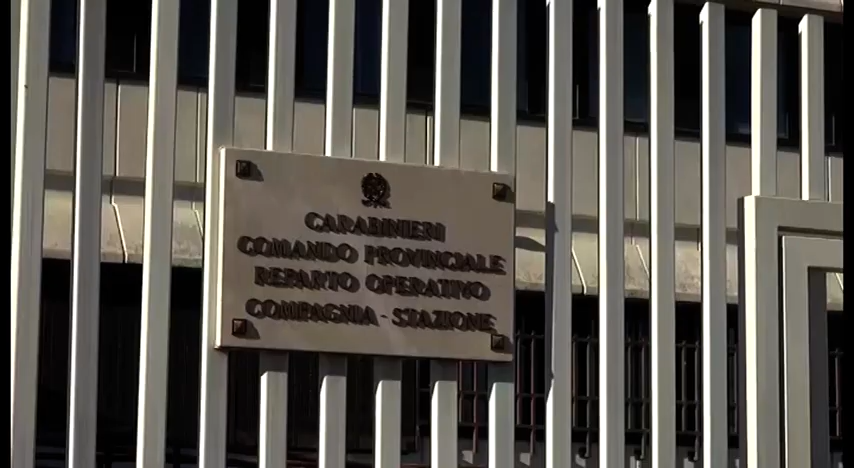 CARABINIERI
COMANDO PROVINCIALE
REPARTO OPERATIVO
COMPAGNIA - STAZIONE